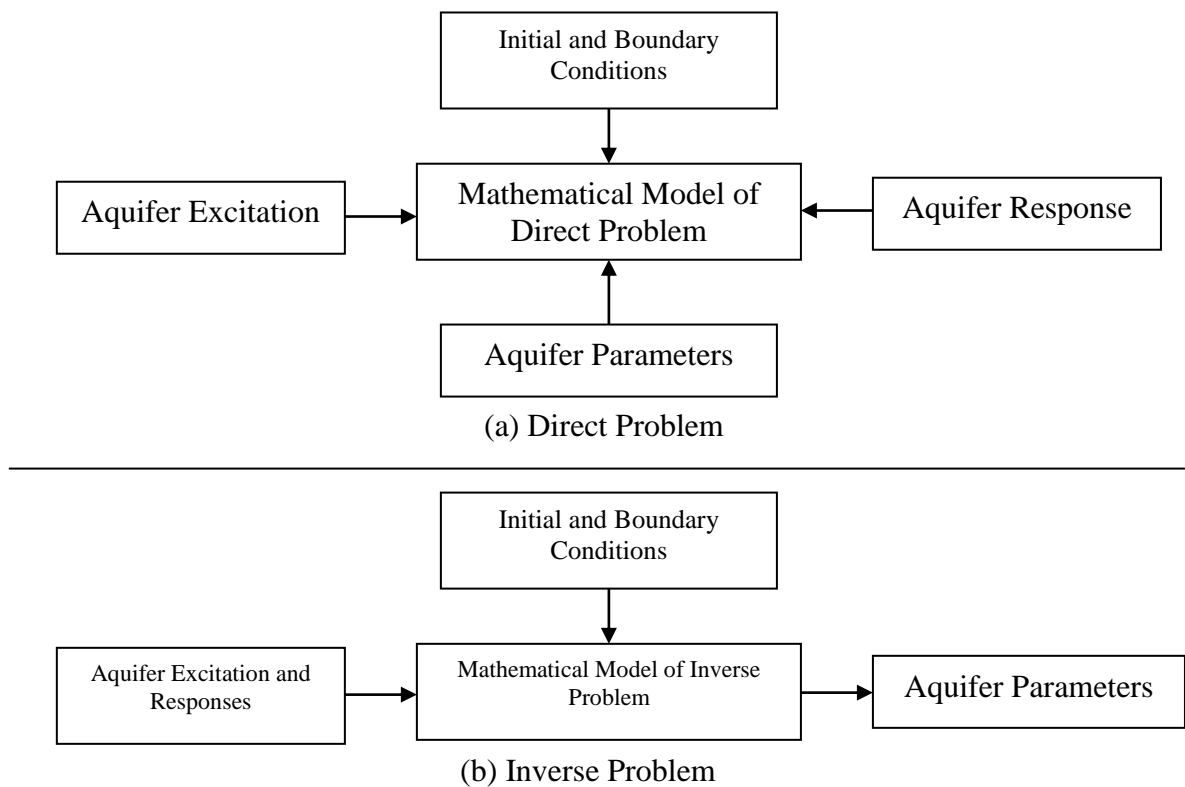 Initial and Boundary
Conditions
Aquifer Excitation
Mathematical Model of
Direct Problem
Aquifer Response
Aquifer Parameters
(a) Direct Problem
Initial and Boundary
Conditions
Aquifer Excitation and
Responses
Mathematical Model of Inverse
Problem
Aquifer Parameters
(b) Inverse Problem